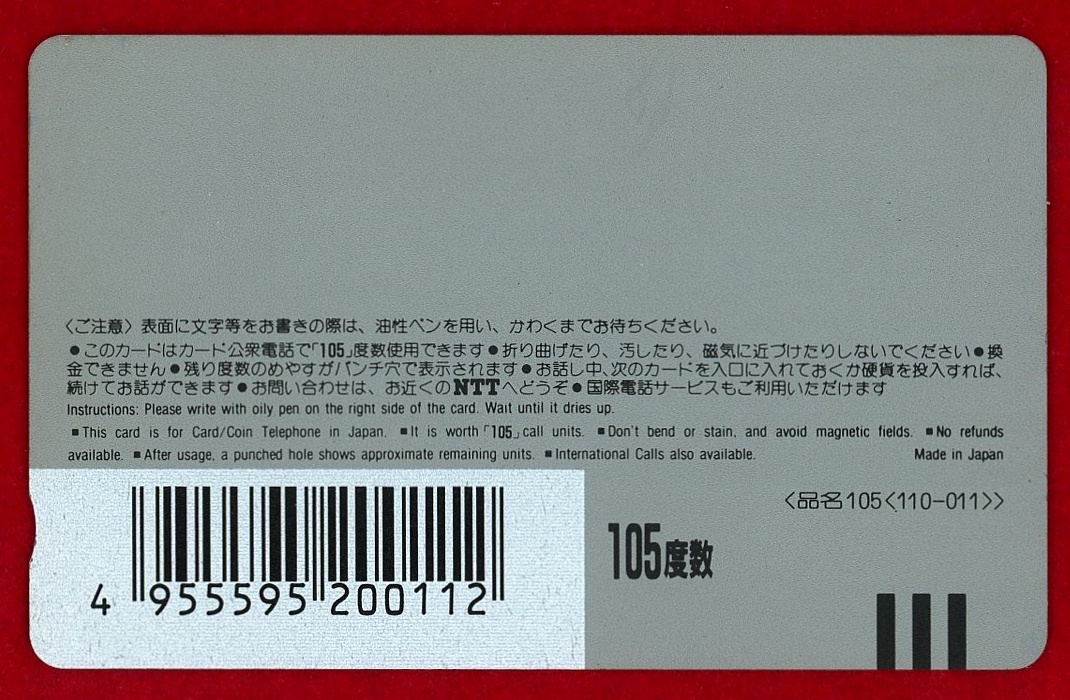 〈ご注意〉表面に文字等をお書きの際は、油性ペンを用い、かわくまでお待ちください。
●このカードはカード公衆電話で「105」度数使用できます●折り曲げたり、汚したり、磁気に近づけたりしないでください●換
金できません●残り度数のめやすがパンチ穴で表示されます●お話し中、次のカードを入口に入れておくか硬貨を投入すれば、
続けてお話ができます●お問い合わせは、お近くのNTTへどうぞ●国際電話サービスもご利用いただけます
Instructions: Please write with oily pen on the right side of the card. Wait until it dries up.
■This card is for Card/Coin Telephone in Japan. ■It is worth「105」call units. ■Don't bend or stain, and avoid magnetic fields. ■No refunds
available. ■After usage, a punched hole shows approximate remaining units. ■International Calls also available. Made in Japan
〈品名105〈110-011〉〉
105度数
4 955595 200112